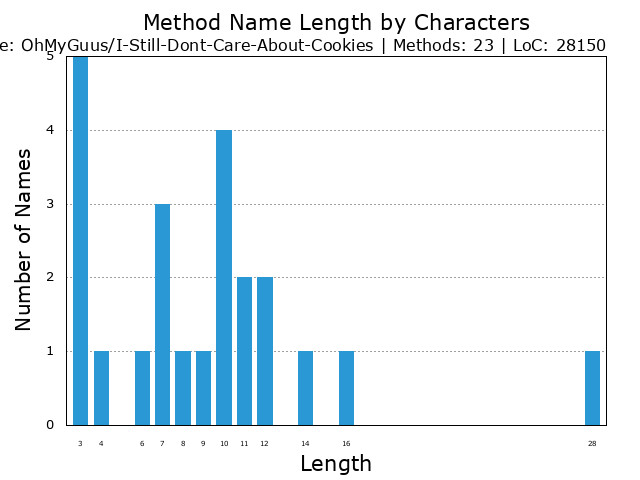 Method Name Length by Characters
e: OhMyGuus/I-Still-Dont-Care-About-Cookies | Methods: 23 | LoC: 28150
5
4
3
2
1
0
Number of Names
3 4 6 7 8 9 10 11 12 14 16 28
Length